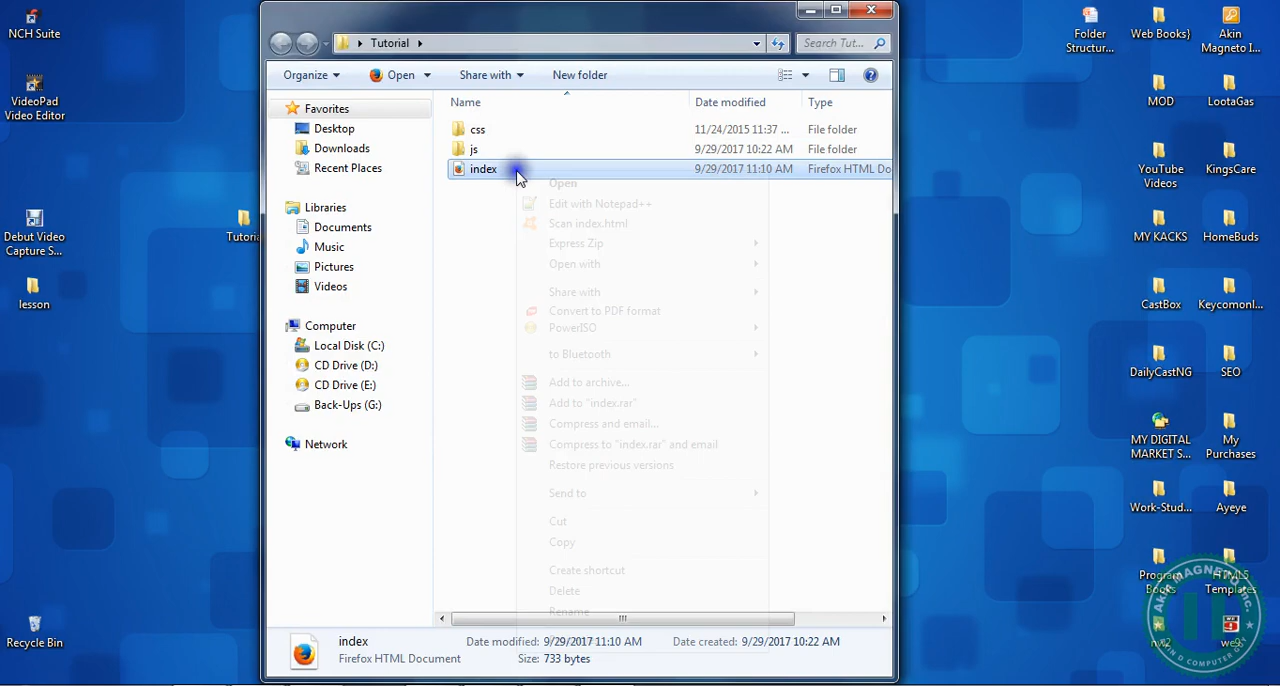 NCH Suite
VideoPad
Video Editor
Debut Video
Capture S...
lesson
Recycle Bin
Tutoria
Tutorial
Search Tut...
Organize
Open
Share with
New folder
Favorites
Desktop
Downloads
Recent Places
Libraries
Documents
Music
Pictures
Videos
Computer
Local Disk (C:)
CD Drive (D:)
CD Drive (E:)
Back-Ups (G:)
Network
Name
Date modified
Type
css
11/24/2015 11:37 ...
File folder
js
9/29/2017 10:22 AM
File folder
index
9/29/2017 11:10 AM
Firefox HTML Do
Open
Edit with Notepad++
Scan index.html
Express Zip
Open with
Share with
Convert to PDF format
PowerISO
to Bluetooth
Add to archive...
Add to "index.rar"
Compress and email...
Compress to "index.rar" and email
Restore previous versions
Send to
Cut
Copy
Create shortcut
Delete
Rename
index
Date modified: 9/29/2017 11:10 AM
Date created: 9/29/2017 10:22 AM
Firefox HTML Document
Size: 733 bytes
Folder
Structur...
Web Books}
Akin
Magneto I...
MOD
LootaGas
YouTube
Videos
KingsCare
MY KACKS
HomeBuds
CastBox
Keycomonl...
DailyCastNG
SEO
MY DIGITAL
MARKET S...
My
Purchases
Work-Stud...
Ayeye
Books
HTML5
Templates
AKIN MAGNETO INC.